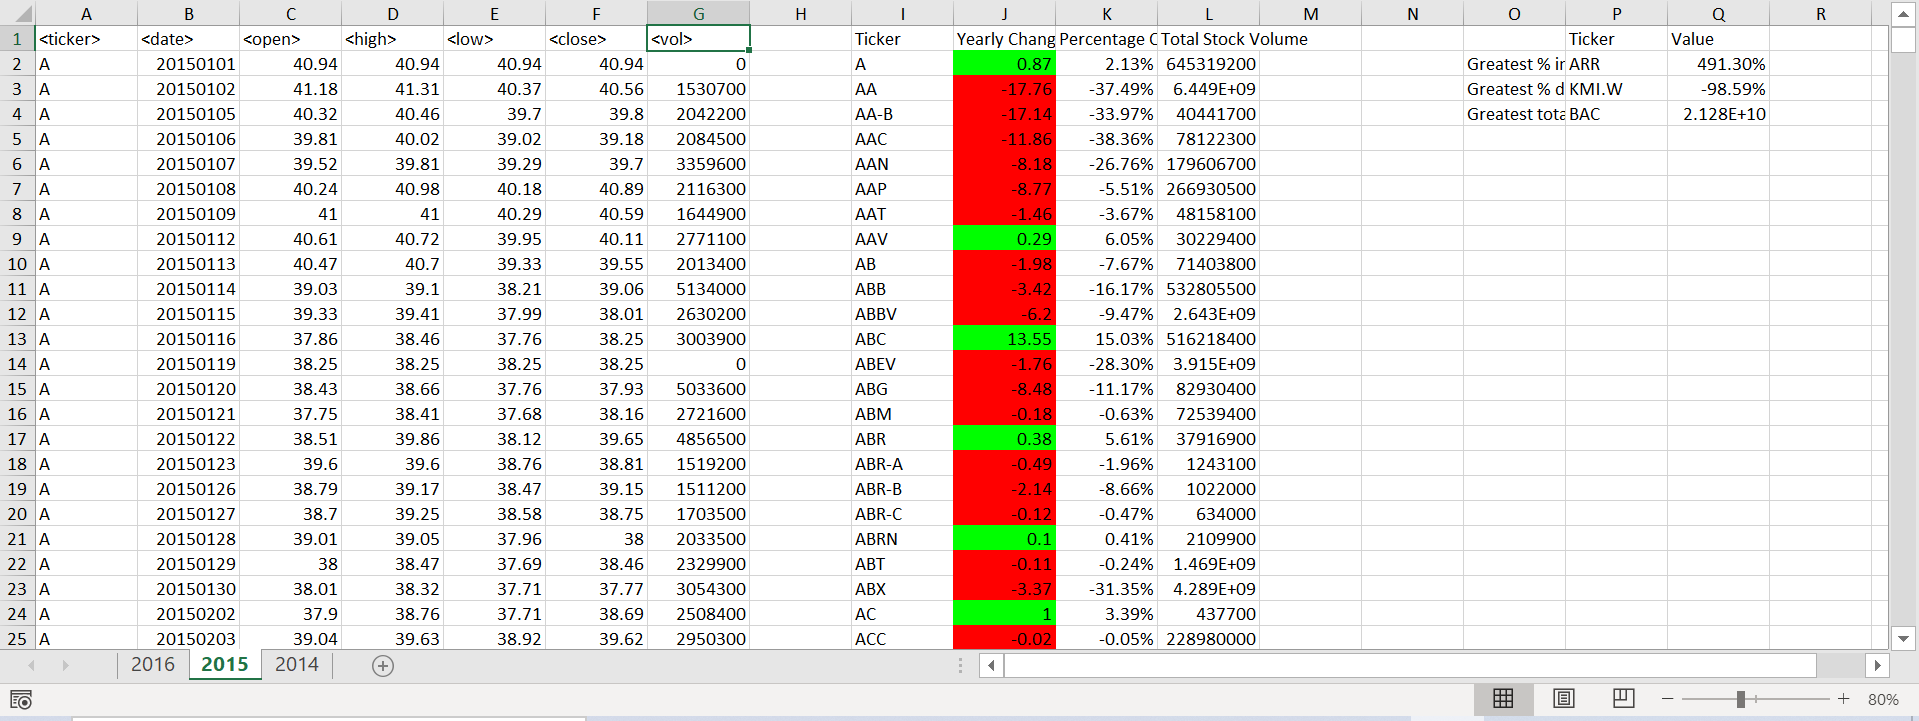 A B C D E F G H I J K L M N O P Q R
1 <ticker> <date> <open> <high> <low> <close> <vol> Ticker Yearly Chang Percentage C Total Stock Volume Ticker Value
2 A 20150101 40.94 40.94 40.94 40.94 0 A 0.87 2.13% 645319200 Greatest % in ARR 491.30%
3 A 20150102 41.18 41.31 40.37 40.56 1530700 AA -17.76 -37.49% 6.449E+09 Greatest % d KMI.W -98.59%
4 A 20150105 40.32 40.46 39.7 39.8 2042200 AA-B -17.14 -33.97% 40441700 Greatest tota BAC 2.128E+10
5 A 20150106 39.81 40.02 39.02 39.18 2084500 AAC -11.86 -38.36% 78122300
6 A 20150107 39.52 39.81 39.29 39.7 3359600 AAN -8.18 -26.76% 179606700
7 A 20150108 40.24 40.98 40.18 40.89 2116300 AAP -8.77 -5.51% 266930500
8 A 20150109 41 41 40.29 40.59 1644900 AAT -1.46 -3.67% 48158100
9 A 20150112 40.61 40.72 39.95 40.11 2771100 AAV 0.29 6.05% 30229400
10 A 20150113 40.47 40.7 39.33 39.55 2013400 AB -1.98 -7.67% 71403800
11 A 20150114 39.03 39.1 38.21 39.06 5134000 ABB -3.42 -16.17% 532805500
12 A 20150115 39.33 39.41 37.99 38.01 2630200 ABBV -6.2 -9.47% 2.643E+09
13 A 20150116 37.86 38.46 37.76 38.25 3003900 ABC 13.55 15.03% 516218400
14 A 20150119 38.25 38.25 38.25 38.25 0 ABEV -1.76 -28.30% 3.915E+09
15 A 20150120 38.43 38.66 37.76 37.93 5033600 ABG -8.48 -11.17% 82930400
16 A 20150121 37.75 38.41 37.68 38.16 2721600 ABM -0.18 -0.63% 72539400
17 A 20150122 38.51 39.86 38.12 39.65 4856500 ABR 0.38 5.61% 37916900
18 A 20150123 39.6 39.6 38.76 38.81 1519200 ABR-A -0.49 -1.96% 1243100
19 A 20150126 38.79 39.17 38.47 39.15 1511200 ABR-B -2.14 -8.66% 1022000
20 A 20150127 38.7 39.25 38.58 38.75 1703500 ABR-C -0.12 -0.47% 634000
21 A 20150128 39.01 39.05 37.96 38 2033500 ABRN 0.1 0.41% 2109900
22 A 20150129 38 38.47 37.69 38.46 2329900 ABT -0.11 -0.24% 1.469E+09
23 A 20150130 38.01 38.32 37.71 37.77 3054300 ABX -3.37 -31.35% 4.289E+09
24 A 20150202 37.9 38.76 37.71 38.69 2508400 AC 1 3.39% 437700
25 A 20150203 39.04 39.63 38.92 39.62 2950300 ACC -0.02 -0.05% 228980000
2016 2015 2014
80%